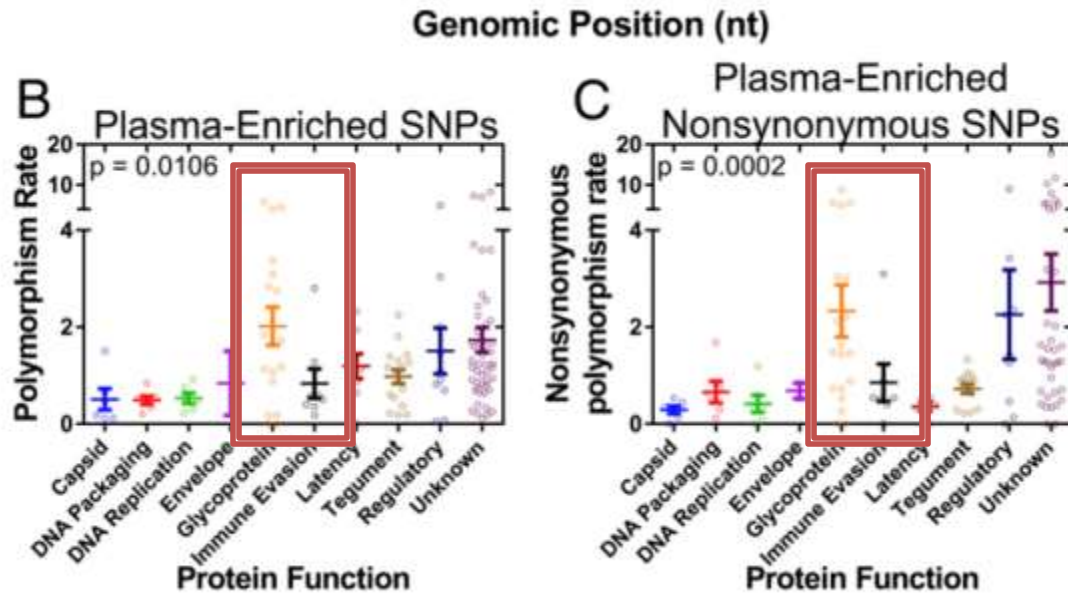 Genomic Position (nt)
B
Plasma-Enriched SNPs
p = 0.0106
Polymorphism Rate
20
10
4
2
0
Capsid
DNA Packaging
DNA Replication
Envelope
Glycoprotein
Immune Evasion
Latency
Tegument
Regulatory
Unknown
Protein Function
C
Plasma-Enriched
Nonsynonymous SNPs
p = 0.0002
Nonsynonymous
polymorphism rate
20
10
4
2
0
Capsid
DNA Packaging
DNA Replication
Envelope
Glycoprotein
Immune Evasion
Latency
Tegument
Regulatory
Unknown
Protein Function